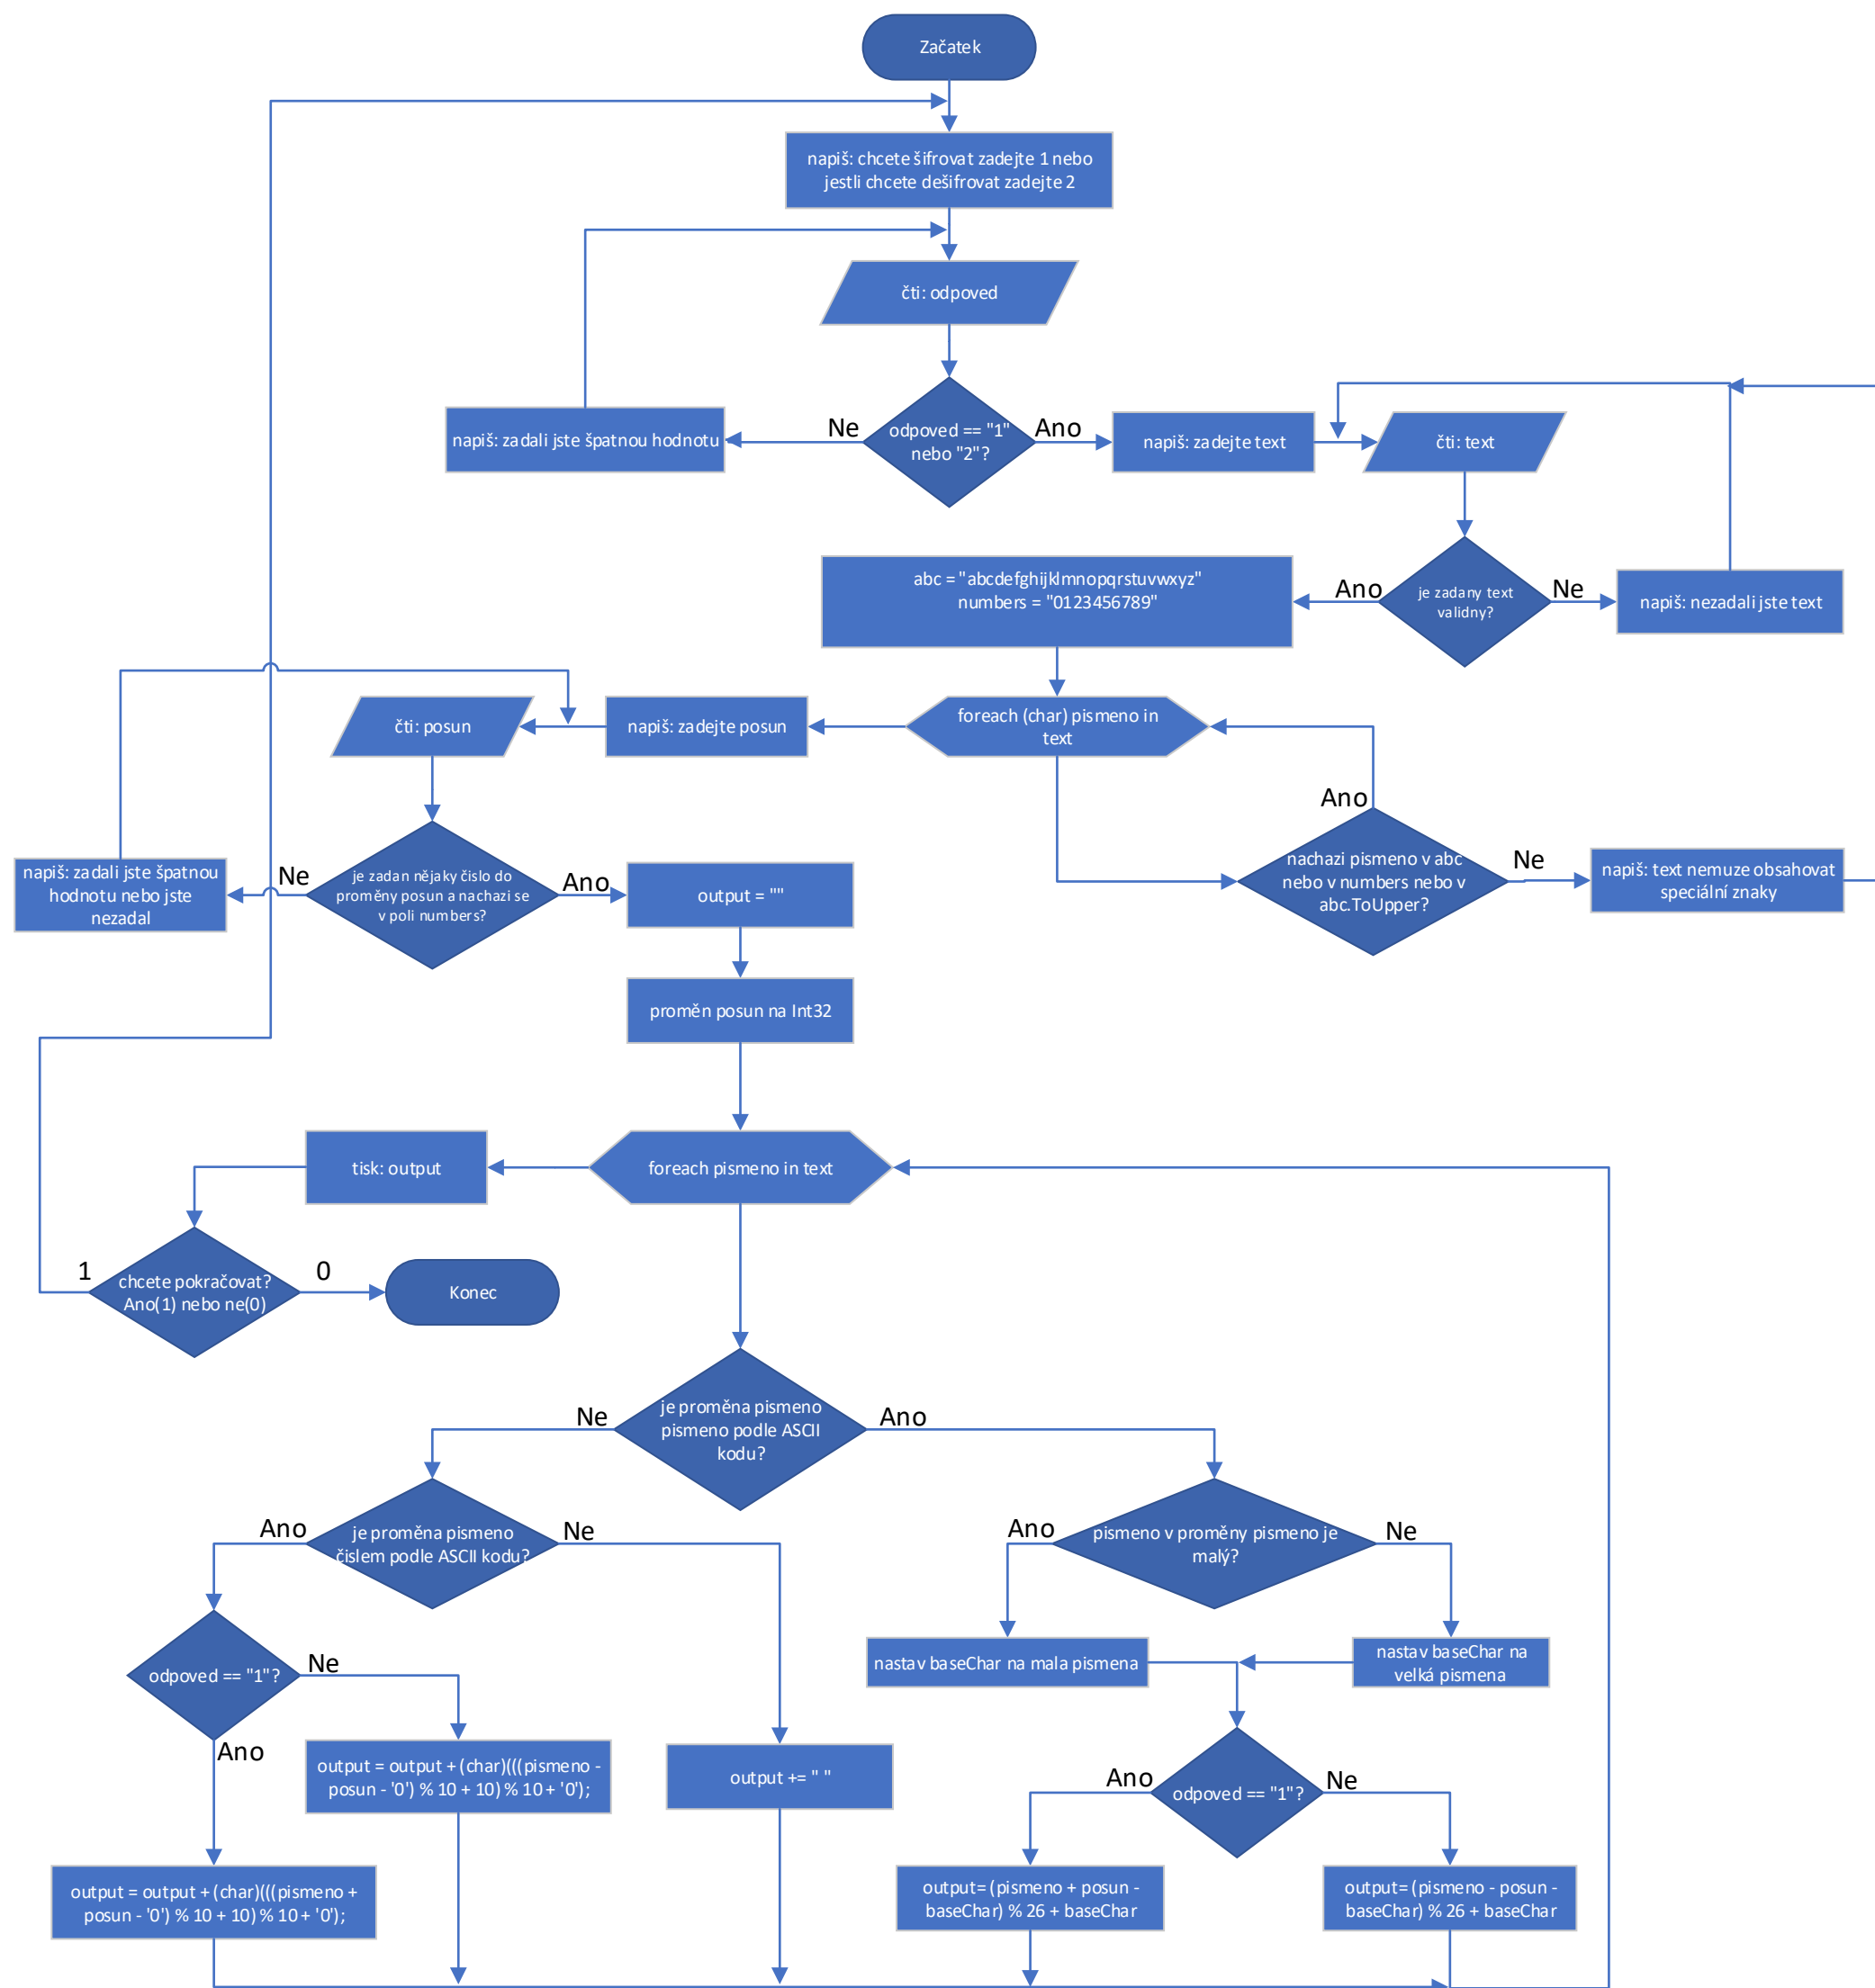 Začatek
napiš: chcete šifrovat zadejte 1 nebo
jestli chcete dešifrovat zadejte 2
čti: odpoved
odpoved == "1"
nebo "2"?
Ne
Ano
napiš: zadali jste špatnou hodnotu
napiš: zadejte text
čti: text
je zadany text
validny?
Ano
Ne
napiš: nezadali jste text
abc = "abcdefghijklmnopqrstuvwxyz"
numbers = "0123456789"
foreach (char) pismeno in
text
napiš: zadejte posun
čti: posun
Ano
nachazi pismeno v abc
nebo v numbers nebo v
abc.ToUpper?
Ne
napiš: text nemuze obsahovat
speciální znaky
je zadan nějaky čislo do
proměny posun a nachazi se
v poli numbers?
Ne
Ano
napiš: zadali jste špatnou
hodnotu nebo jste
nezadal
output = ""
proměn posun na Int32
foreach pismeno in text
tisk: output
chcete pokračovat?
Ano(1) nebo ne(0)
1
0
Konec
je proměna pismeno
pismeno podle ASCII
kodu?
Ne
Ano
je proměna pismeno
čislem podle ASCII kodu?
Ano
Ne
pismeno v proměny pismeno je
malý?
Ano
Ne
nastav baseChar na mala pismena
nastav baseChar na
velká pismena
odpoved == "1"?
Ne
Ano
output = output + (char)(((pismeno -
posun - '0') % 10 + 10) % 10 + '0');
output += " "
odpoved == "1"?
Ano
Ne
output = output + (char)(((pismeno +
posun - '0') % 10 + 10) % 10 + '0');
output= (pismeno + posun -
baseChar) % 26 + baseChar
output= (pismeno - posun -
baseChar) % 26 + baseChar